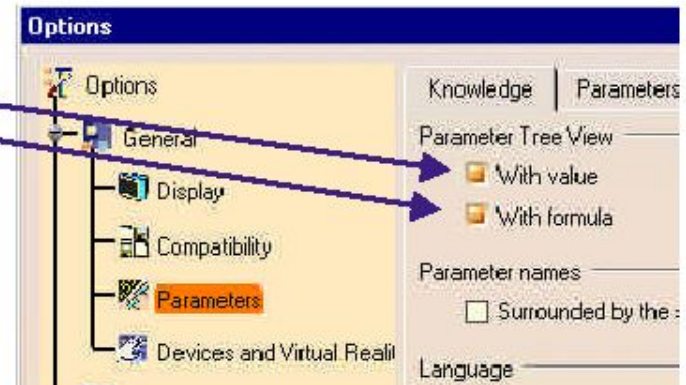 Options
Options
General
Display
Compatibility
Parameters
Devices and Virtual Realit
Knowledge
Parameters
Parameter Tree View
With value
With formula
Parameter names
Surrounded by the
Language